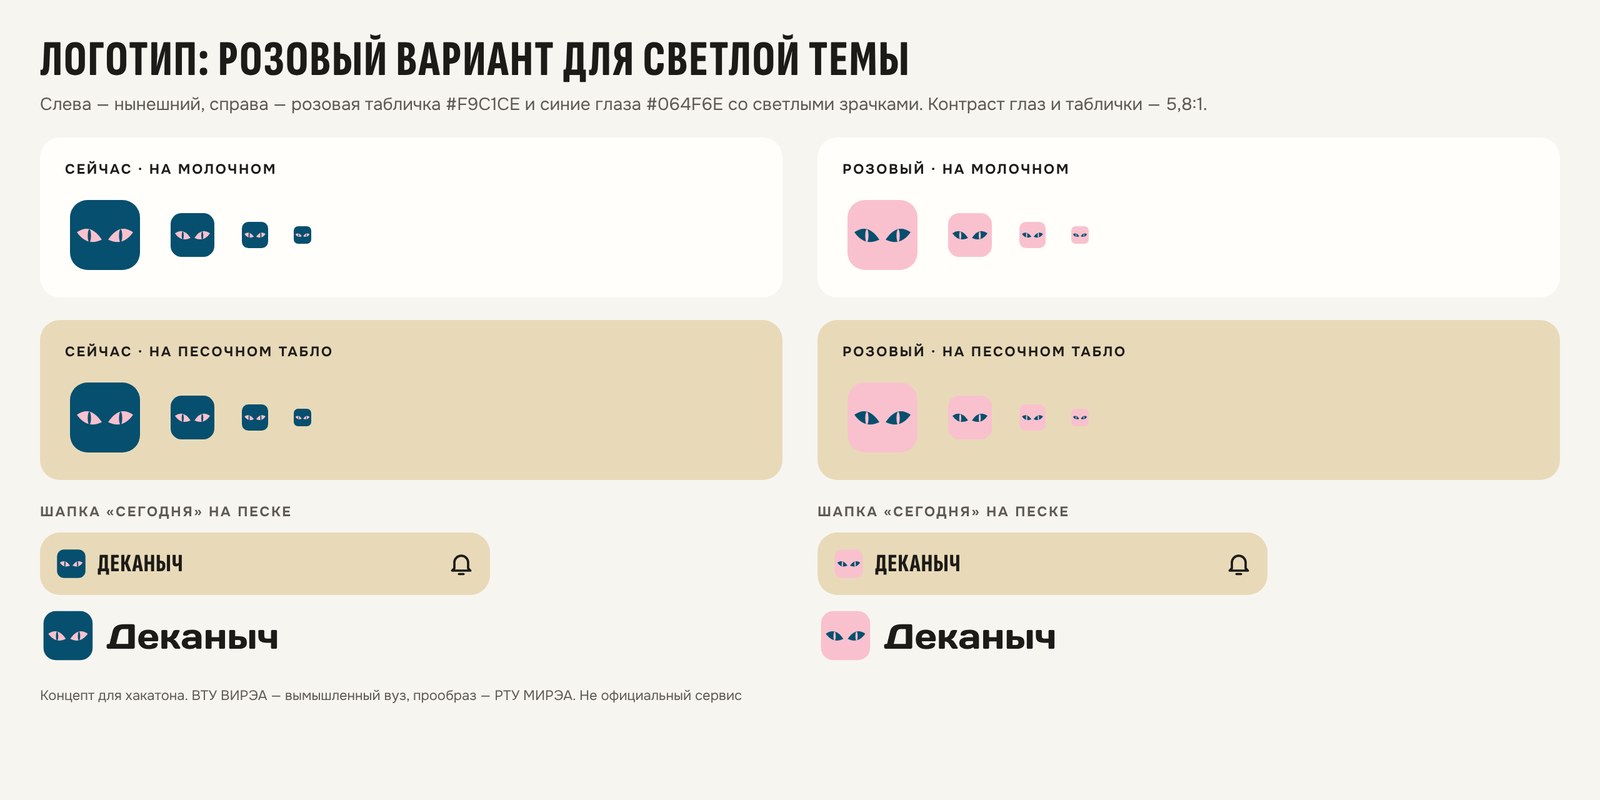 ЛОГОТИП: РОЗОВЫЙ ВАРИАНТ ДЛЯ СВЕТЛОЙ ТЕМЫ
Слева — нынешний, справа — розовая табличка #F9C1CE и синие глаза #064F6E со светлыми зрачками. Контраст глаз и таблички — 5,8:1.
СЕЙЧАС · НА МОЛОЧНОМ
РОЗОВЫЙ · НА МОЛОЧНОМ
СЕЙЧАС · НА ПЕСОЧНОМ ТАБЛО
РОЗОВЫЙ · НА ПЕСОЧНОМ ТАБЛО
ШАПКА «СЕГОДНЯ» НА ПЕСКЕ
ШАПКА «СЕГОДНЯ» НА ПЕСКЕ
ДЕКАНЫЧ
ДЕКАНЫЧ
Деканыч
Деканыч
Концепт для хакатона. ВТУ ВИРЭА — вымышленный вуз, прообраз — РТУ МИРЭА. Не официальный сервис